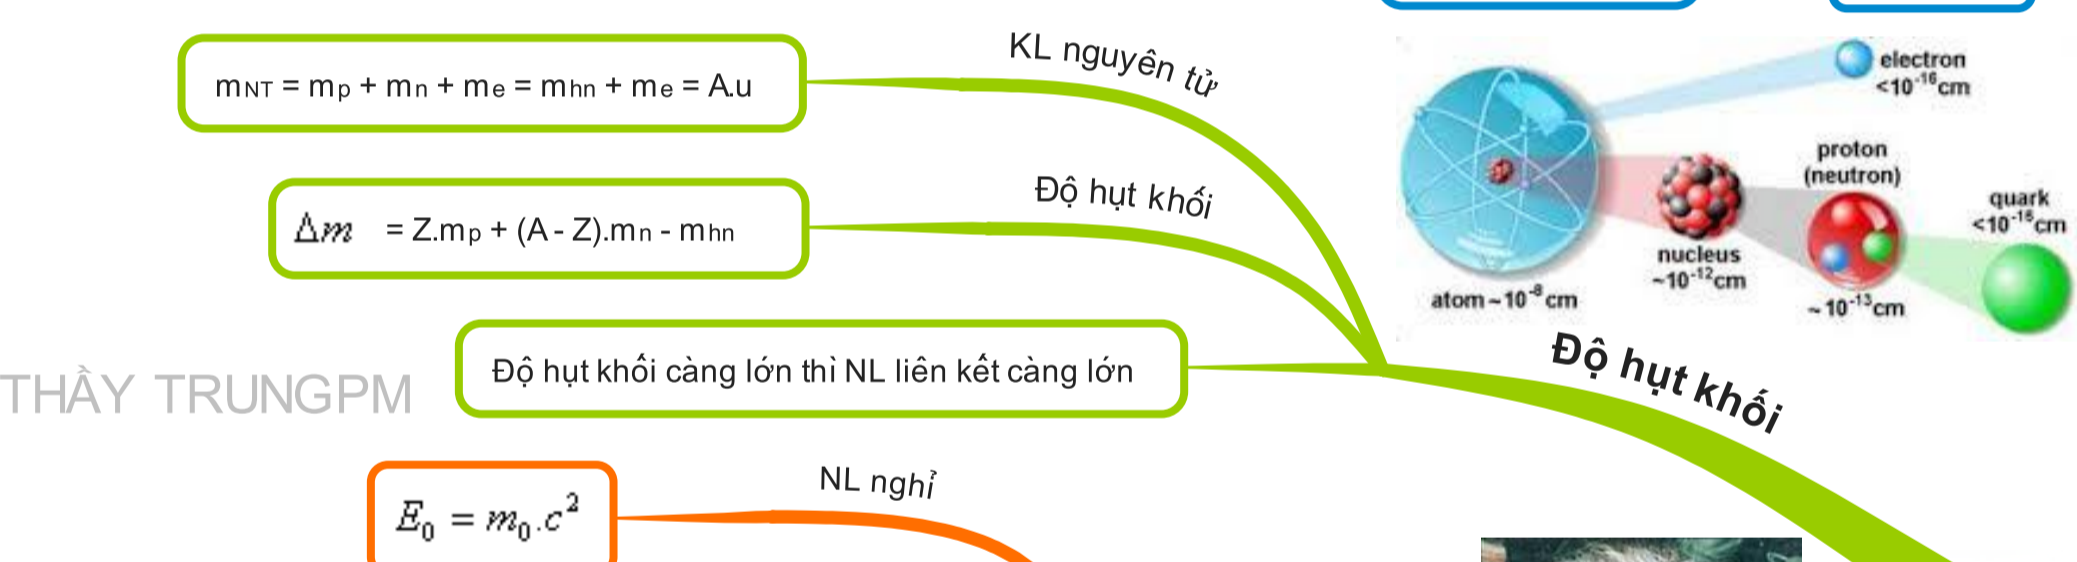 KL nguyên tử
mNT = mp + mn + me = mhn + me = A.u
Độ hụt khối
Δm = Z.mp + (A - Z).mn - mhn
Độ hụt khối càng lớn thì NL liên kết càng lớn
Độ hụt khối
THẦY TRUNGPM
NL nghỉ
E₀ = m₀.c²
electron
<10⁻¹⁶cm
proton
(neutron)
quark
<10⁻¹⁶cm
nucleus
~10⁻¹²cm
atom~10⁻⁸cm
~10⁻¹³cm